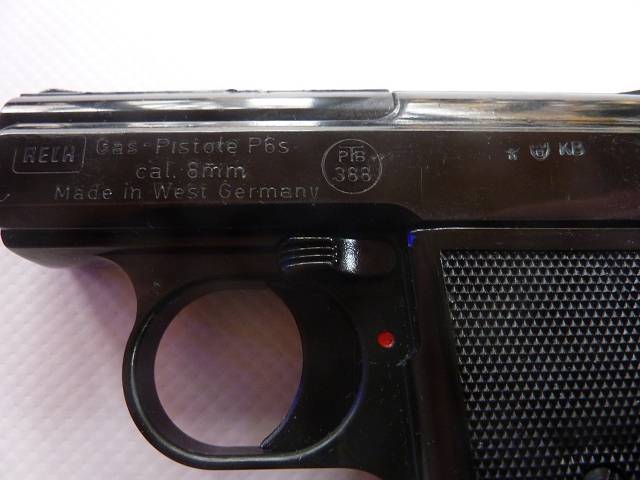 RECK
Gas-Pistole P6s
cal. 8mm
Made in West Germany
PTB
388
KB